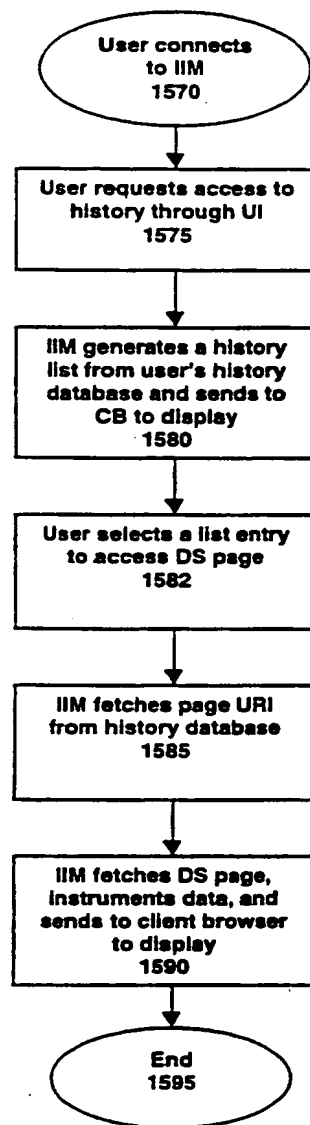 User connects
to IIM
1570
User requests access to
history through UI
1575
IIM generates a history
list from user's history
database and sends to
CB to display
1580
User selects a list entry
to access DS page
1582
IIM fetches page URI
from history database
1585
IIM fetches DS page,
instruments data, and
sends to client browser
to display
1590
End
1595